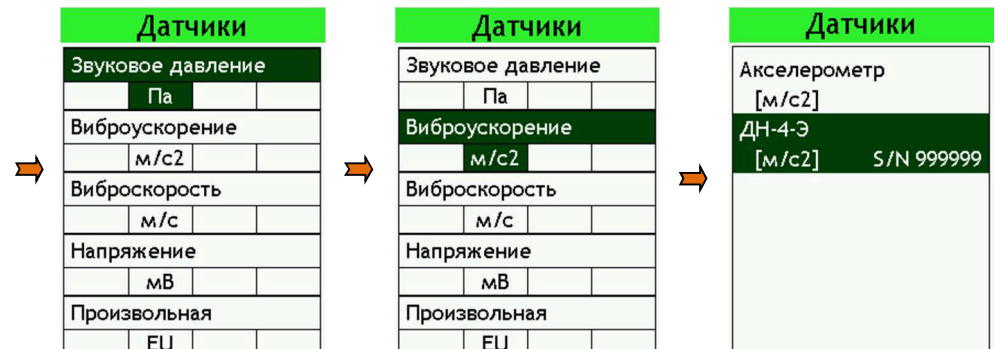 Датчики
Звуковое давление
Па
Виброускорение
м/с2
Виброскорость
м/с
Напряжение
мВ
Произвольная
EU
Датчики
Звуковое давление
Па
Виброускорение
м/с2
Виброскорость
м/с
Напряжение
мВ
Произвольная
EU
Датчики
Акселерометр
[м/с2]
ДН-4-Э
[м/с2] S/N 999999